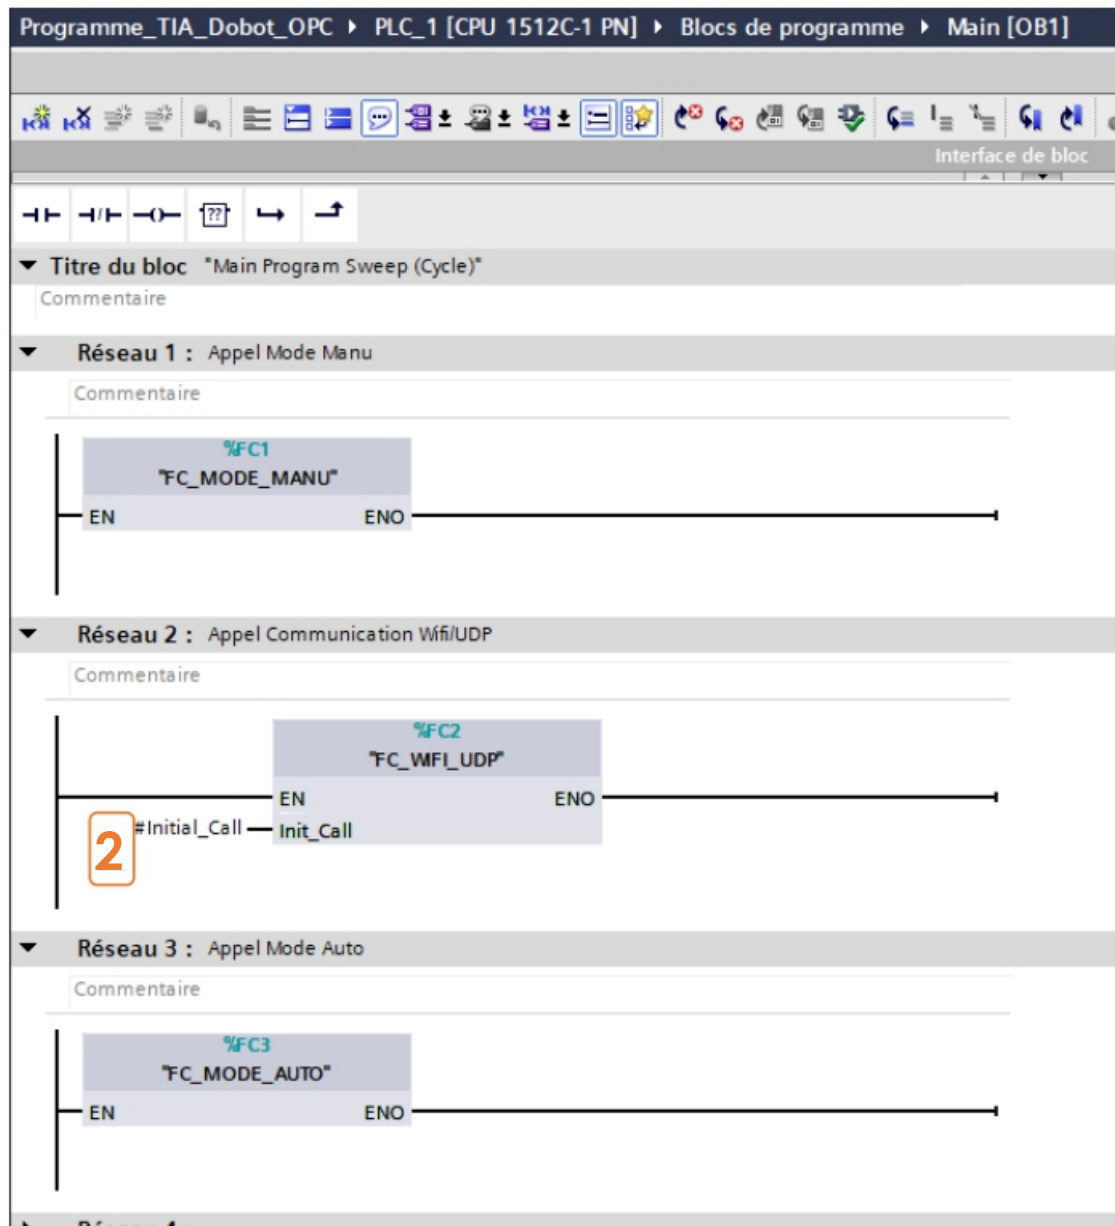 Programme_TIA_Dobot_OPC ▸ PLC_1 [CPU 1512C-1 PN] ▸ Blocs de programme ▸ Main [OB1]
Interface de bloc
??
Titre du bloc "Main Program Sweep (Cycle)"
Commentaire
Réseau 1 : Appel Mode Manu
Commentaire
%FC1
"FC_MODE_MANU"
EN ENO
Réseau 2 : Appel Communication Wifi/UDP
Commentaire
%FC2
"FC_WIFI_UDP"
EN ENO
#Initial_Call Init_Call
2
Réseau 3 : Appel Mode Auto
Commentaire
%FC3
"FC_MODE_AUTO"
EN ENO